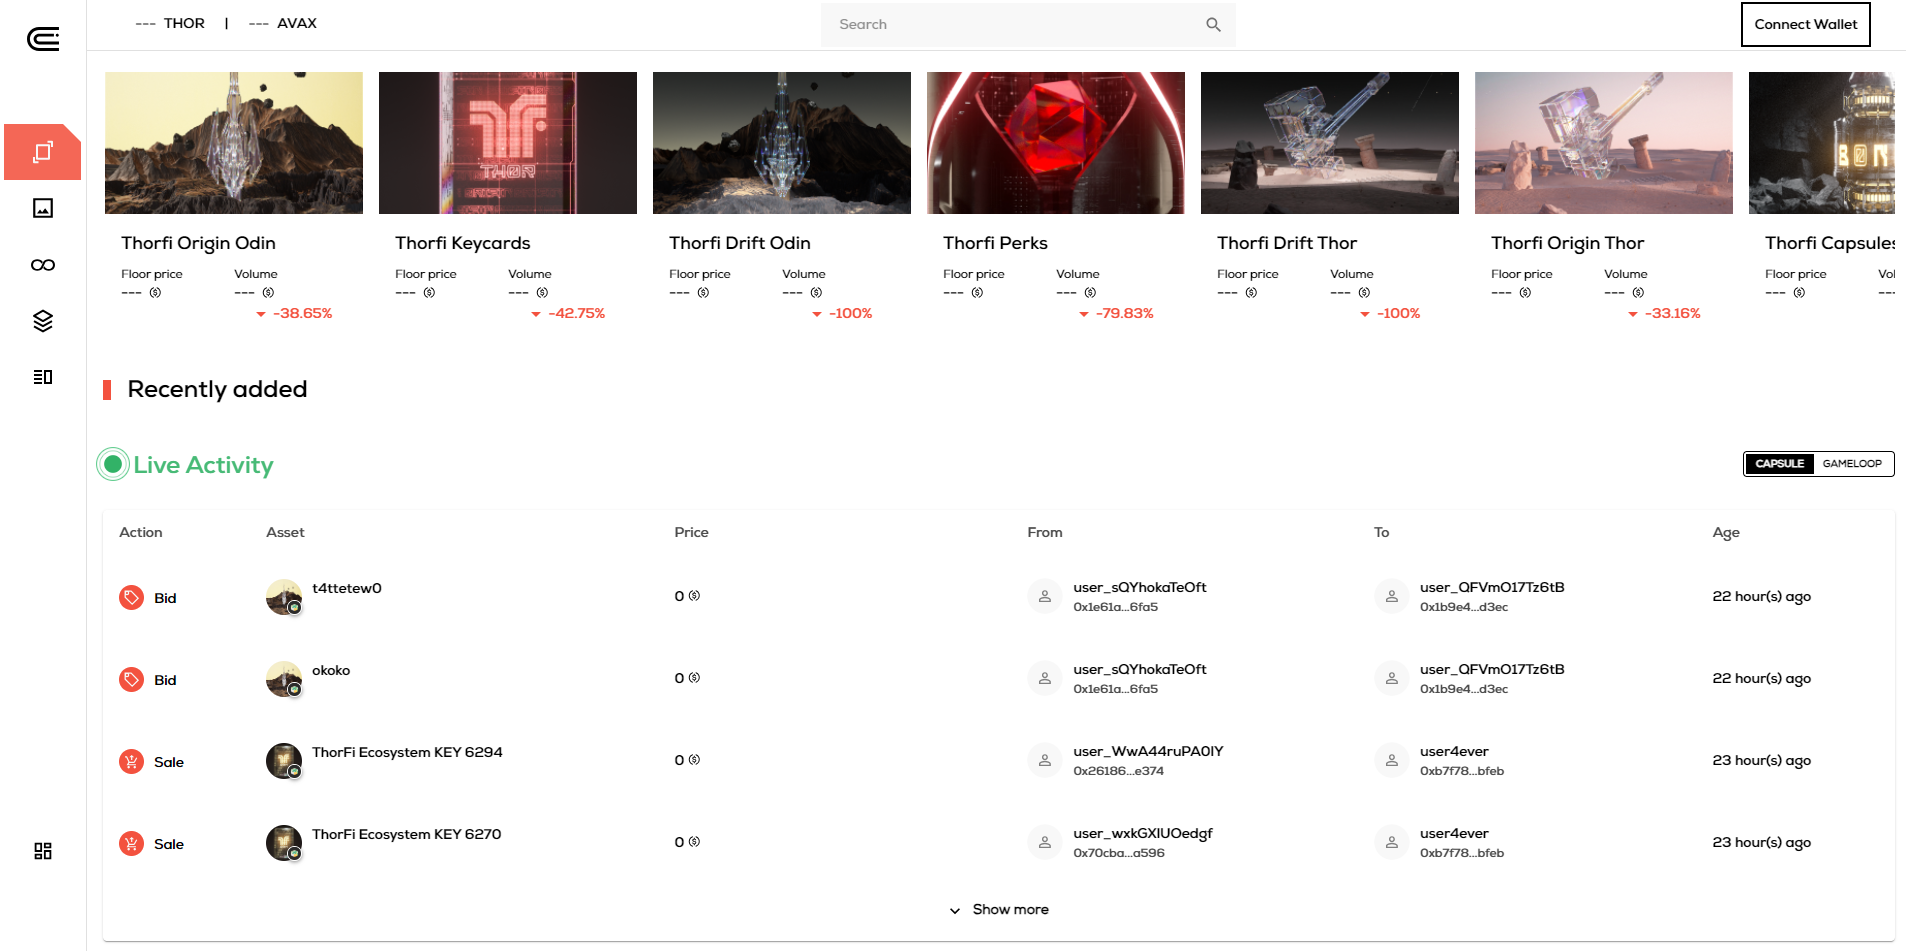 --- THOR | --- AVAX
Search
Connect Wallet
THOR
Thorfi Origin Odin
Floor price Volume
--- ---
-38.65%
Thorfi Keycards
Floor price Volume
--- ---
-42.75%
Thorfi Drift Odin
Floor price Volume
--- ---
-100%
Thorfi Perks
Floor price Volume
--- ---
-79.83%
Thorfi Drift Thor
Floor price Volume
--- ---
-100%
Thorfi Origin Thor
Floor price Volume
--- ---
-33.16%
Thorfi Capsules
Floor price Vol
--- ---
Recently added
Live Activity
CAPSULE GAMELOOP
Action Asset Price From To Age
Bid t4ttetew0 0 user_sQYhokaTeOft 0x1e61a...6fa5 user_QFVmO17Tz6tB 0x1b9e4...d3ec 22 hour(s) ago
Bid okoko 0 user_sQYhokaTeOft 0x1e61a...6fa5 user_QFVmO17Tz6tB 0x1b9e4...d3ec 22 hour(s) ago
Sale ThorFi Ecosystem KEY 6294 0 user_WwA44ruPA0IY 0x26186...e374 user4ever 0xb7f78...bfeb 23 hour(s) ago
Sale ThorFi Ecosystem KEY 6270 0 user_wxkGXIUOedgf 0x70cba...a596 user4ever 0xb7f78...bfeb 23 hour(s) ago
Show more